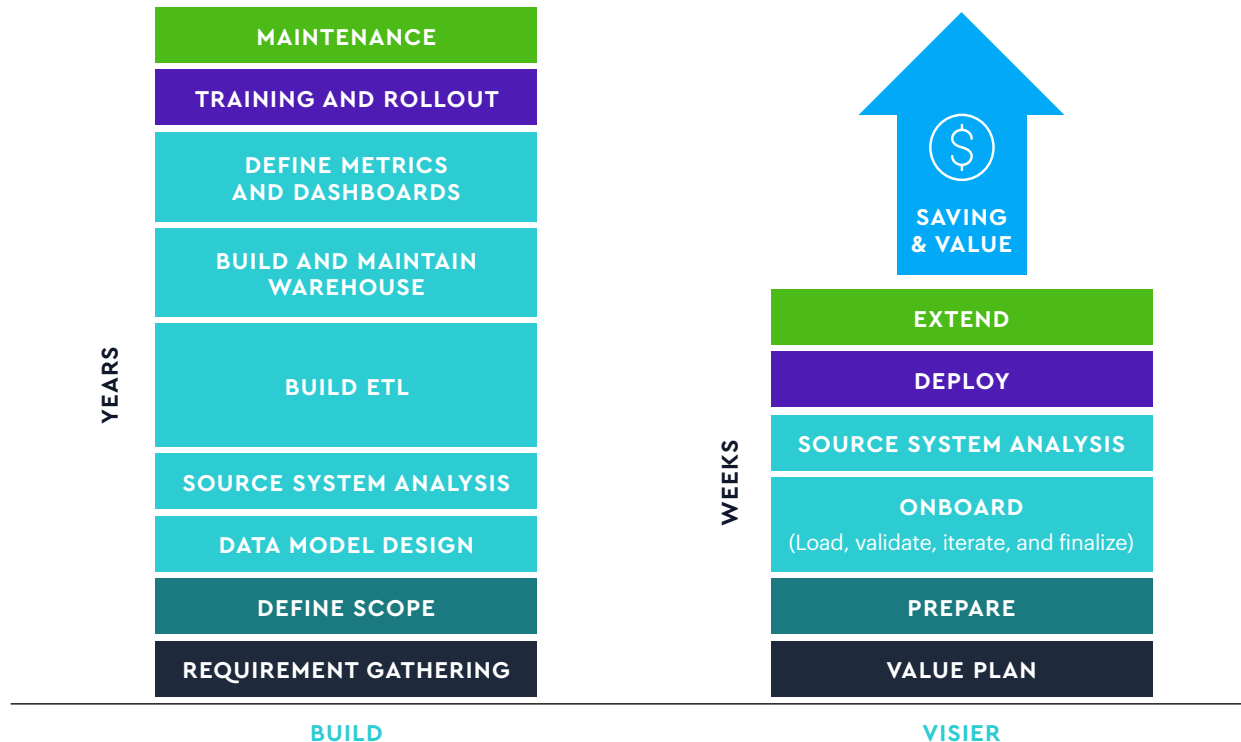 MAINTENANCE
TRAINING AND ROLLOUT
DEFINE METRICS
AND DASHBOARDS
BUILD AND MAINTAIN
WAREHOUSE
BUILD ETL
SOURCE SYSTEM ANALYSIS
DATA MODEL DESIGN
DEFINE SCOPE
REQUIREMENT GATHERING
YEARS
BUILD
$
SAVING
& VALUE
EXTEND
DEPLOY
SOURCE SYSTEM ANALYSIS
ONBOARD
(Load, validate, iterate, and finalize)
PREPARE
VALUE PLAN
WEEKS
VISIER